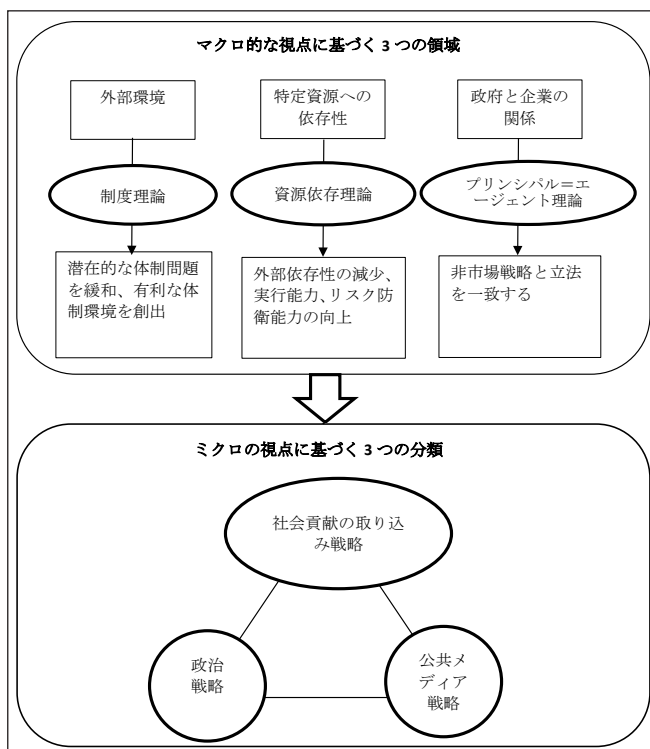 マクロ的な視点に基づく 3 つの領域
外部環境
特定資源への
依存性
政府と企業の
関係
制度理論
資源依存理論
プリンシパル＝エ
ージェント理論
潜在的な体制問題
を緩和、有利な体
制環境を創出
外部依存性の減少、
実行能力、リスク防
衛能力の向上
非市場戦略と立法
を一致する
ミクロの視点に基づく 3 つの分類
社会貢献の取り込
み戦略
政治
戦略
公共メ
ディア
戦略